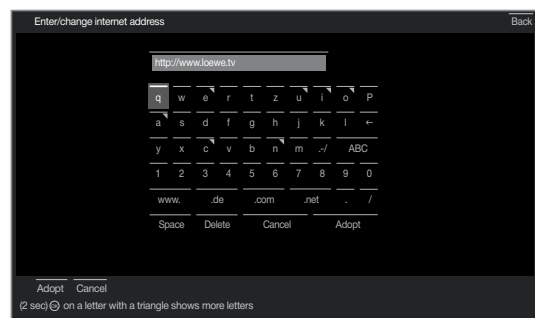 Enter/change internet address Back
http://www.loewe.tv
q w e r t z u i o P
a s d f g h j k l ←
y x c v b n m .-/ ABC
1 2 3 4 5 6 7 8 9 0
www. .de .com .net . /
Space Delete Cancel Adopt
Adopt Cancel
(2 sec) OK on a letter with a triangle shows more letters